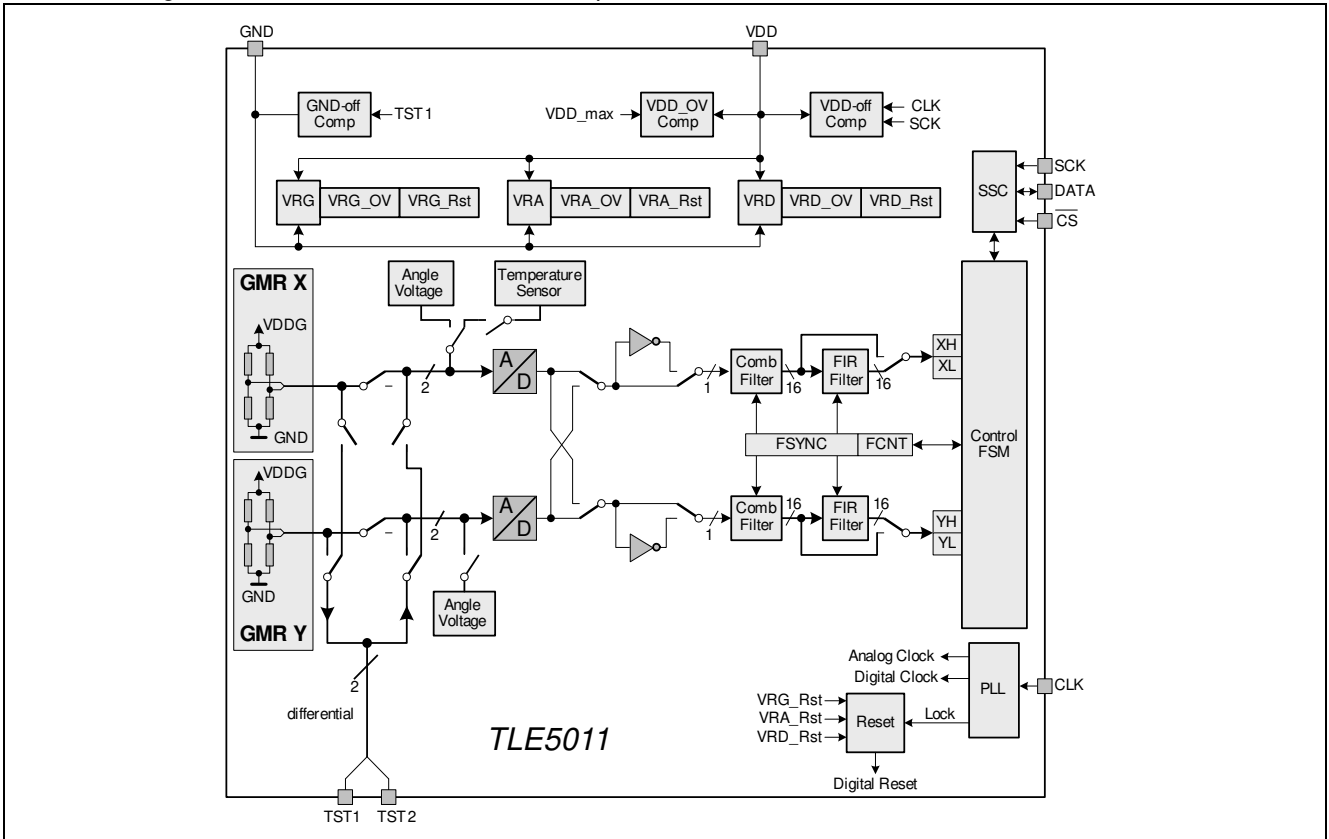 GND
VDD
GND-off
Comp
TST1
VDD_max
VDD_OV
Comp
VDD-off
Comp
CLK
SCK
VRG
VRG_OV
VRG_Rst
VRA
VRA_OV
VRA_Rst
VRD
VRD_OV
VRD_Rst
SSC
SCK
DATA
CS
GMR X
VDDG
GND
Angle
Voltage
Temperature
Sensor
2
A
D
1
Comb
Filter
16
FIR
Filter
16
XH
XL
FSYNC
FCNT
Control
FSM
VDDG
GND
GMR Y
2
A
D
Angle
Voltage
1
Comb
Filter
16
FIR
Filter
16
YH
YL
2
differential
TLE5011
TST1
TST2
Analog Clock
Digital Clock
PLL
CLK
VRG_Rst
VRA_Rst
VRD_Rst
Reset
Lock
Digital Reset